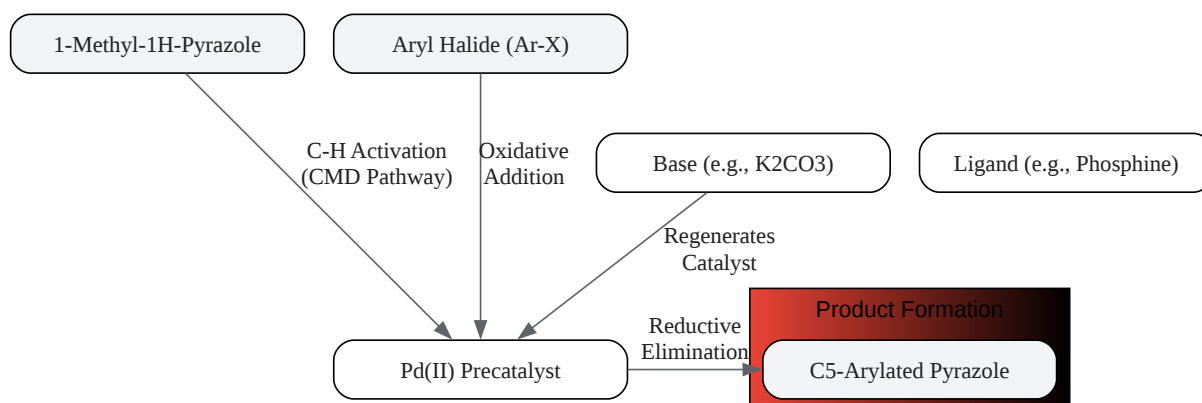 1-Methyl-1H-Pyrazole
Aryl Halide (Ar-X)
C-H Activation
(CMD Pathway)
Oxidative
Addition
Base (e.g., K2CO3)
Ligand (e.g., Phosphine)
Regenerates
Catalyst
Product Formation
Reductive
Elimination
Pd(II) Precatalyst
C5-Arylated Pyrazole